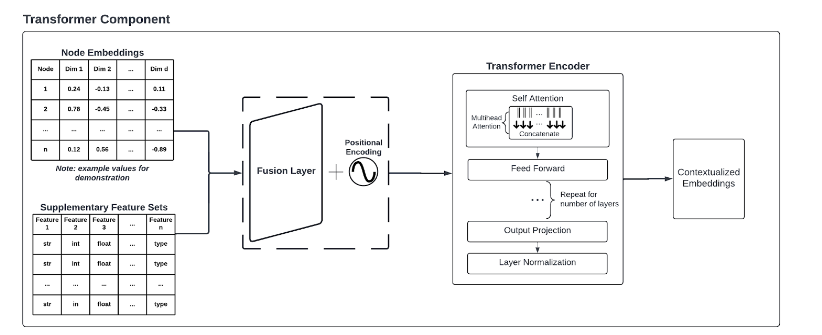 Transformer Component
Node Embeddings
Node Dim 1 Dim 2 ... Dim d
1 0.24 -0.13 ... 0.11
2 0.78 -0.45 ... -0.33
... ... ... ... ...
n 0.12 0.56 ... -0.89
Note: example values for
demonstration
Supplementary Feature Sets
Feature 1 Feature 2 Feature 3 ... Feature n
str int float ... type
str int float ... type
... ... ... ... ...
str in float ... type
Fusion Layer
+
Positional
Encoding
Transformer Encoder
Self Attention
Multihead
Attention
...
...
Concatenate
Feed Forward
...
Repeat for
number of layers
Output Projection
Layer Normalization
Contextualized
Embeddings